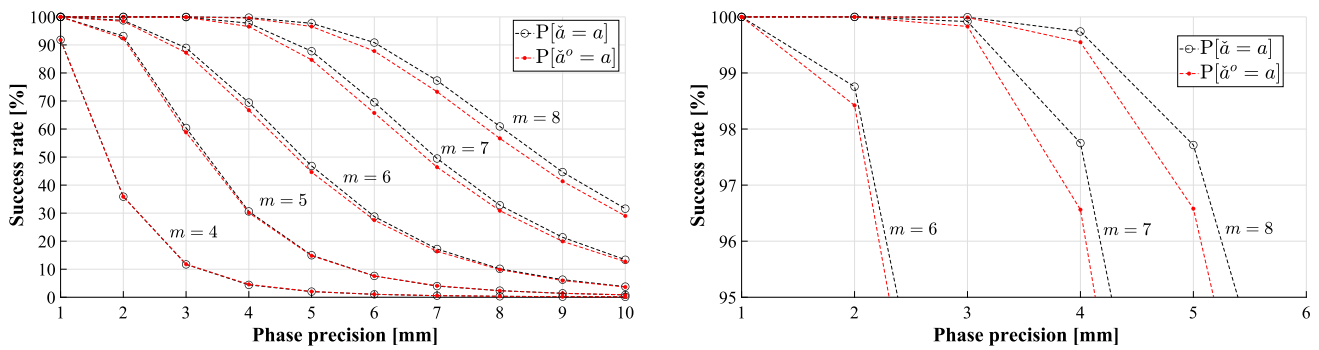 Success rate [%]
100
90
80
70
60
50
40
30
20
10
0
P[ǎ = a]
P[ǎᵒ = a]
m = 8
m = 7
m = 6
m = 5
m = 4
1 2 3 4 5 6 7 8 9 10
Phase precision [mm]
Success rate [%]
100
99
98
97
96
95
P[ǎ = a]
P[ǎᵒ = a]
m = 6
m = 7
m = 8
1 2 3 4 5 6
Phase precision [mm]